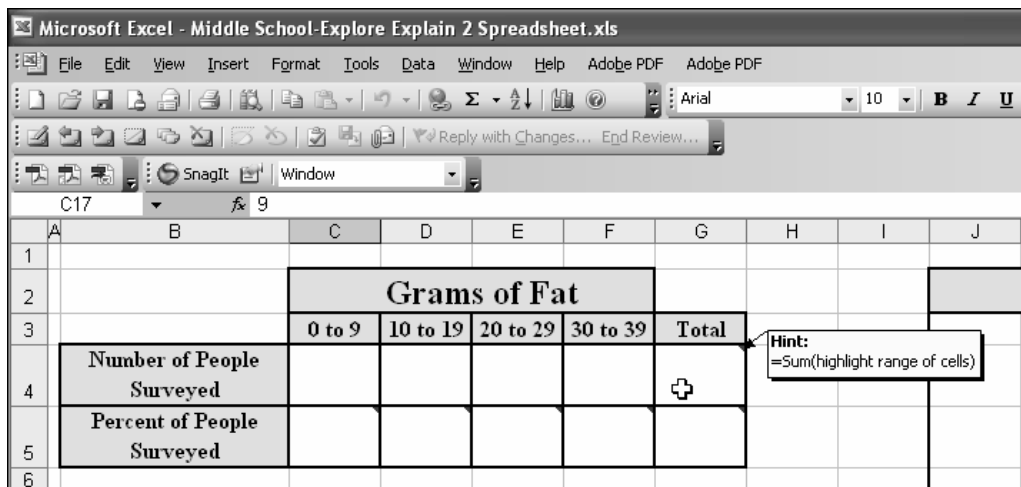 Microsoft Excel - Middle School-Explore Explain 2 Spreadsheet.xls
File Edit View Insert Format Tools Data Window Help Adobe PDF Adobe PDF
Arial 10 B I U
Reply with Changes... End Review...
SnagIt Window
C17 fx 9
A B C D E F G H I J
1
2 Grams of Fat
3 0 to 9 10 to 19 20 to 29 30 to 39 Total
Hint:
=Sum(highlight range of cells)
Number of People
4 Surveyed
Percent of People
5 Surveyed
6